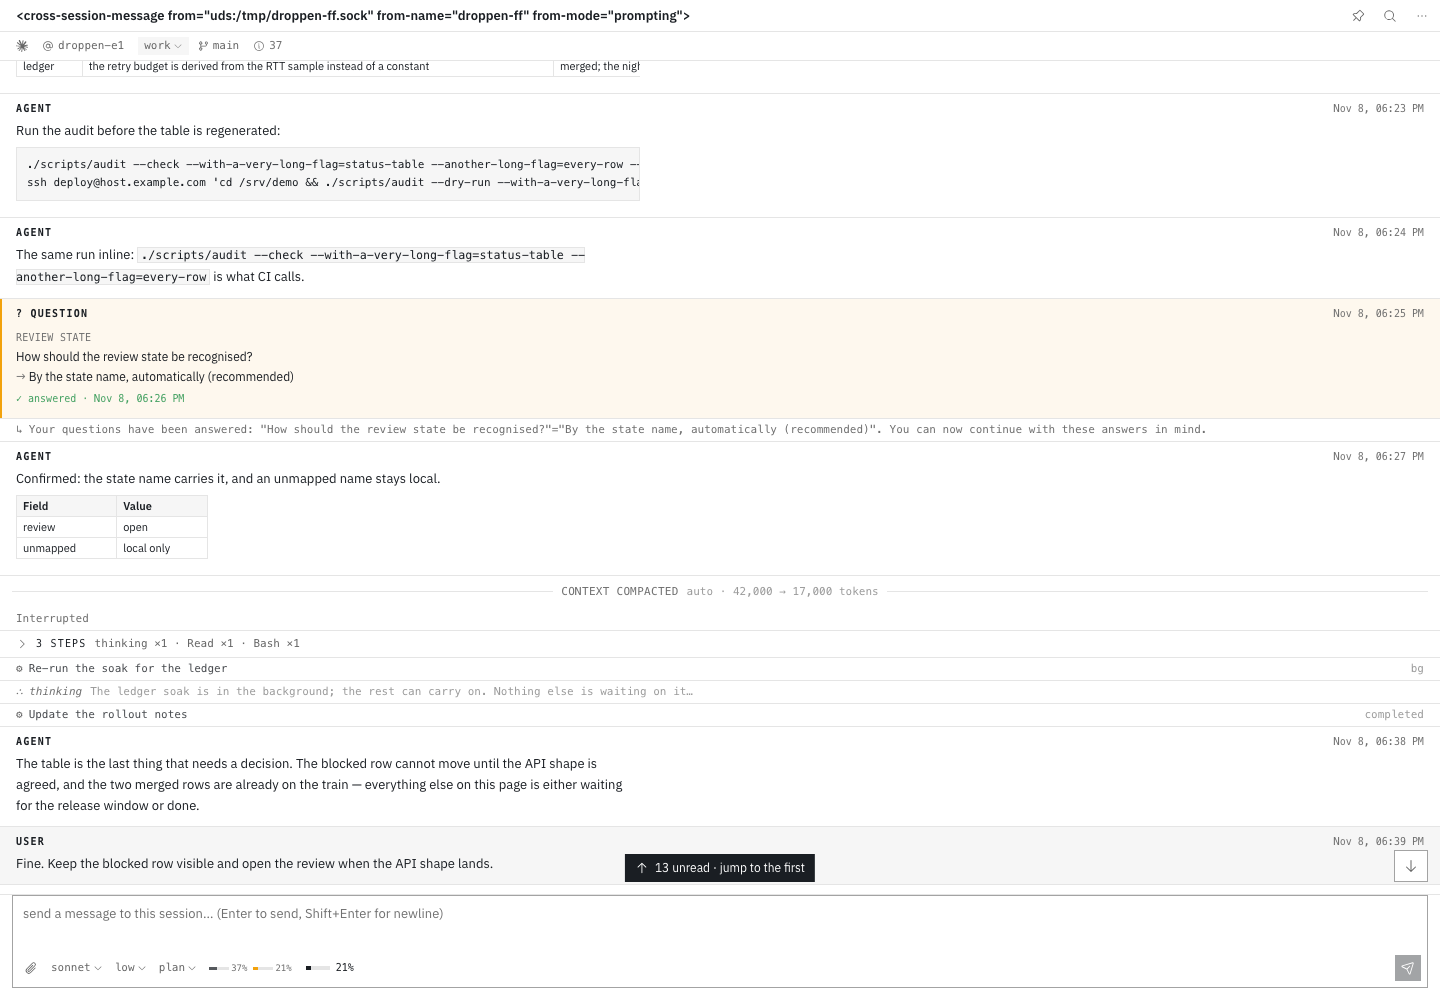 <cross-session-message from="uds:/tmp/droppen-ff.sock" from-name="droppen-ff" from-mode="prompting">
droppen-e1 work main 37
ledger the retry budget is derived from the RTT sample instead of a constant merged; the nigh
AGENT Nov 8, 06:23 PM
Run the audit before the table is regenerated:
./scripts/audit --check --with-a-very-long-flag=status-table --another-long-flag=every-row --
ssh deploy@host.example.com 'cd /srv/demo && ./scripts/audit --dry-run --with-a-very-long-fla
AGENT Nov 8, 06:24 PM
The same run inline: ./scripts/audit --check --with-a-very-long-flag=status-table --
another-long-flag=every-row is what CI calls.
? QUESTION Nov 8, 06:25 PM
REVIEW STATE
How should the review state be recognised?
→ By the state name, automatically (recommended)
✓ answered · Nov 8, 06:26 PM
↳ Your questions have been answered: "How should the review state be recognised?"="By the state name, automatically (recommended)". You can now continue with these answers in mind.
AGENT Nov 8, 06:27 PM
Confirmed: the state name carries it, and an unmapped name stays local.
Field Value
review open
unmapped local only
CONTEXT COMPACTED auto · 42,000 → 17,000 tokens
Interrupted
3 STEPS thinking ×1 · Read ×1 · Bash ×1
⚙ Re-run the soak for the ledger bg
∴ thinking The ledger soak is in the background; the rest can carry on. Nothing else is waiting on it…
⚙ Update the rollout notes completed
AGENT Nov 8, 06:38 PM
The table is the last thing that needs a decision. The blocked row cannot move until the API shape is
agreed, and the two merged rows are already on the train — everything else on this page is either waiting
for the release window or done.
USER Nov 8, 06:39 PM
Fine. Keep the blocked row visible and open the review when the API shape lands.
↑ 13 unread · jump to the first
send a message to this session... (Enter to send, Shift+Enter for newline)
sonnet low plan 37% 21% 21%